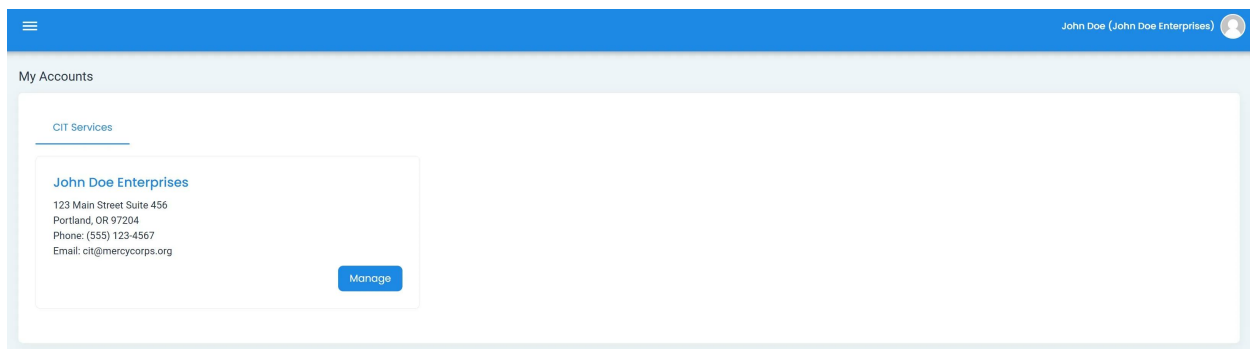 John Doe (John Doe Enterprises)
My Accounts
CIT Services
John Doe Enterprises
123 Main Street Suite 456
Portland, OR 97204
Phone: (555) 123-4567
Email: cit@mercycorps.org
Manage